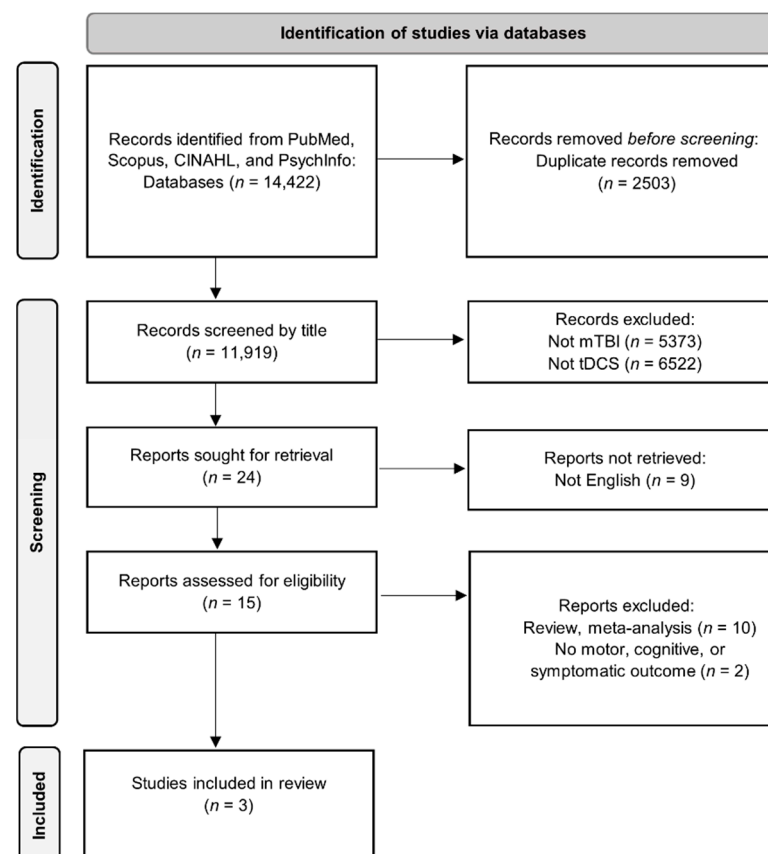 Identification of studies via databases
Identification
Records identified from PubMed,
Scopus, CINAHL, and PsychInfo:
Databases (n = 14,422)
Records removed before screening:
Duplicate records removed
(n = 2503)
Screening
Records screened by title
(n = 11,919)
Records excluded:
Not mTBI (n = 5373)
Not tDCS (n = 6522)
Reports sought for retrieval
(n = 24)
Reports not retrieved:
Not English (n = 9)
Reports assessed for eligibility
(n = 15)
Reports excluded:
Review, meta-analysis (n = 10)
No motor, cognitive, or
symptomatic outcome (n = 2)
Included
Studies included in review
(n = 3)